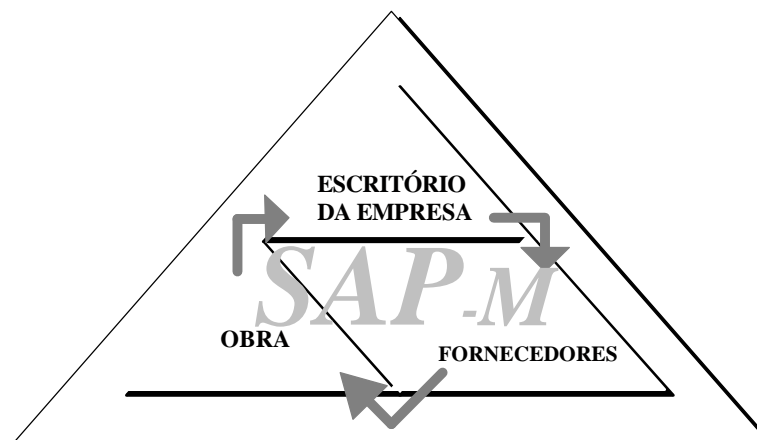 ESCRITÓRIO
DA EMPRESA
SAP-M
OBRA
FORNECEDORES